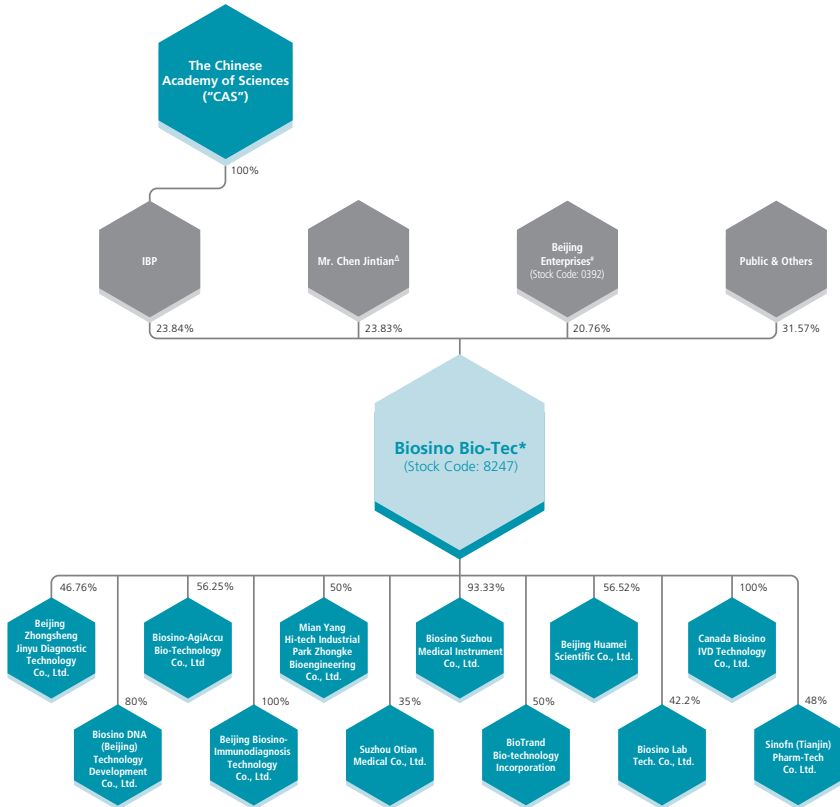 The Chinese
Academy of Sciences
(“CAS”)
100%
IBP
Mr. Chen Jintian^Δ
Beijing
Enterprises#
(Stock Code: 0392)
Public & Others
23.84%
23.83%
20.76%
31.57%
Biosino Bio-Tec*
(Stock Code: 8247)
46.76%
56.25%
50%
93.33%
56.52%
100%
Beijing
Zhongsheng
Jinyu Diagnostic
Technology
Co., Ltd.
Biosino-AgiAccu
Bio-Technology
Co., Ltd
Mian Yang
Hi-tech Industrial
Park Zhongke
Bioengineering
Co., Ltd.
Biosino Suzhou
Medical Instrument
Co., Ltd.
Beijing Huamei
Scientific Co., Ltd.
Canada Biosino
IVD Technology
Co., Ltd.
80%
100%
35%
50%
42.2%
48%
Biosino DNA
(Beijing)
Technology
Development
Co., Ltd.
Beijing Biosino-
Immunodiagnosis
Technology
Co., Ltd.
Suzhou Otian
Medical Co., Ltd.
BioTrand
Bio-technology
Incorporation
Biosino Lab
Tech. Co., Ltd.
Sinofn (Tianjin)
Pharm-Tech
Co. Ltd.